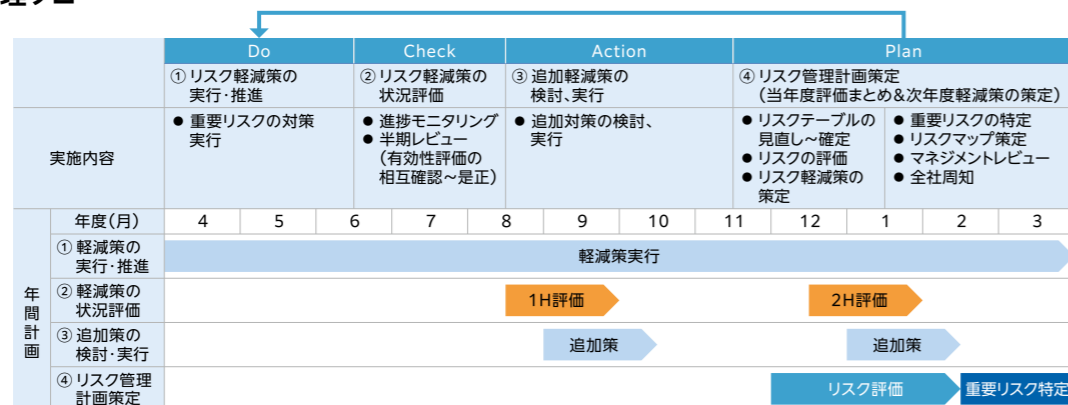 理フロー
Do
Check
Action
Plan
① リスク軽減策の
実行・推進
② リスク軽減策の
状況評価
③ 追加軽減策の
検討、実行
④ リスク管理計画策定
(当年度評価まとめ&次年度軽減策の策定)
実施内容
● 重要リスクの対策
実行
● 進捗モニタリング
● 半期レビュー
(有効性評価の
相互確認～是正)
● 追加対策の検討、
実行
● リスクテーブルの
見直し～確定
● リスクの評価
● リスク軽減策の
策定
● 重要リスクの特定
● リスクマップ策定
● マネジメントレビュー
● 全社周知
年間計画
年度(月)
4 5 6 7 8 9 10 11 12 1 2 3
① 軽減策の
実行・推進
軽減策実行
② 軽減策の
状況評価
1H評価
2H評価
③ 追加策の
検討・実行
追加策
追加策
④ リスク管理
計画策定
リスク評価
重要リスク特定